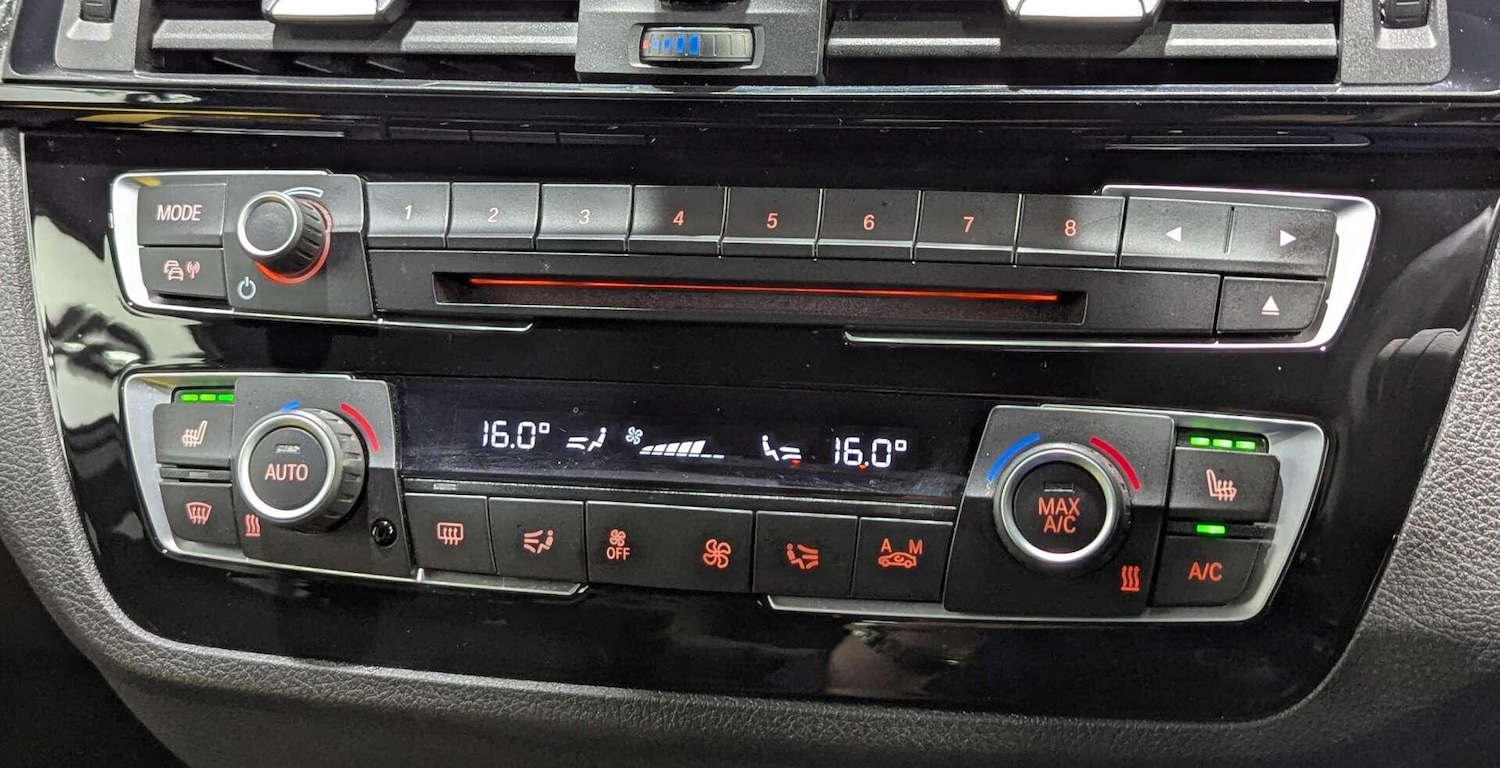 MODE 1 2 3 4 5 6 7 8
16.0° 16.0°
AUTO
MAX
A/C
A M
OFF
A/C